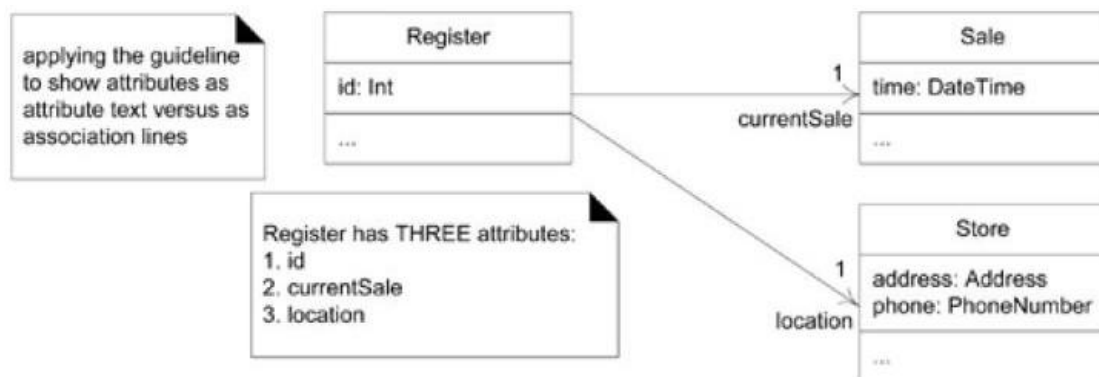 applying the guideline
to show attributes as
attribute text versus as
association lines
Register
id: Int
...
1
currentSale
Sale
time: DateTime
...
Register has THREE attributes:
1. id
2. currentSale
3. location
1
location
Store
address: Address
phone: PhoneNumber
...